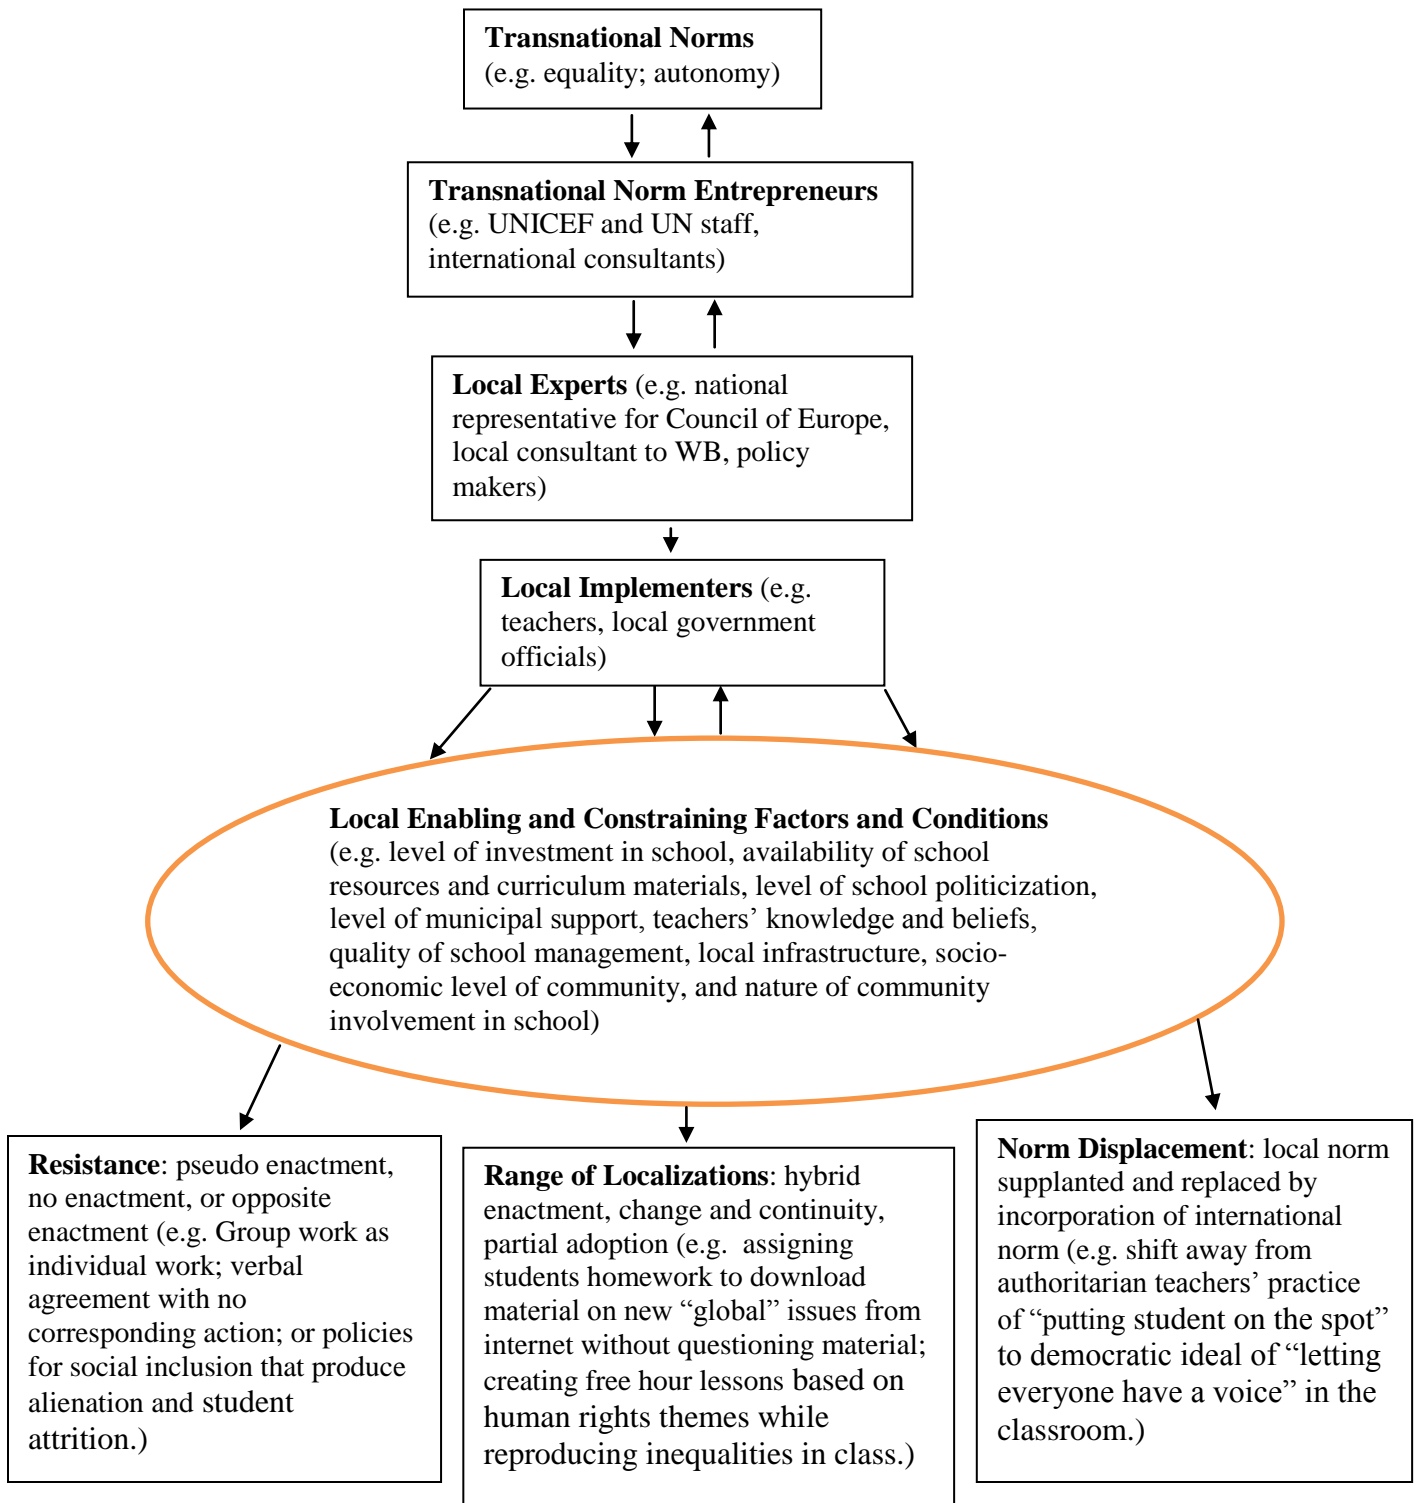 Transnational Norms
(e.g. equality; autonomy)
Transnational Norm Entrepreneurs
(e.g. UNICEF and UN staff,
international consultants)
Local Experts (e.g. national
representative for Council of Europe,
local consultant to WB, policy
makers)
Local Implementers (e.g.
teachers, local government
officials)
Local Enabling and Constraining Factors and Conditions
(e.g. level of investment in school, availability of school
resources and curriculum materials, level of school politicization,
level of municipal support, teachers’ knowledge and beliefs,
quality of school management, local infrastructure, socio-
economic level of community, and nature of community
involvement in school)
Resistance: pseudo enactment,
no enactment, or opposite
enactment (e.g. Group work as
individual work; verbal
agreement with no
corresponding action; or policies
for social inclusion that produce
alienation and student
attrition.)
Range of Localizations: hybrid
enactment, change and continuity,
partial adoption (e.g. assigning
students homework to download
material on new “global” issues from
internet without questioning material;
creating free hour lessons based on
human rights themes while
reproducing inequalities in class.)
Norm Displacement: local norm
supplanted and replaced by
incorporation of international
norm (e.g. shift away from
authoritarian teachers’ practice
of “putting student on the spot”
to democratic ideal of “letting
everyone have a voice” in the
classroom.)